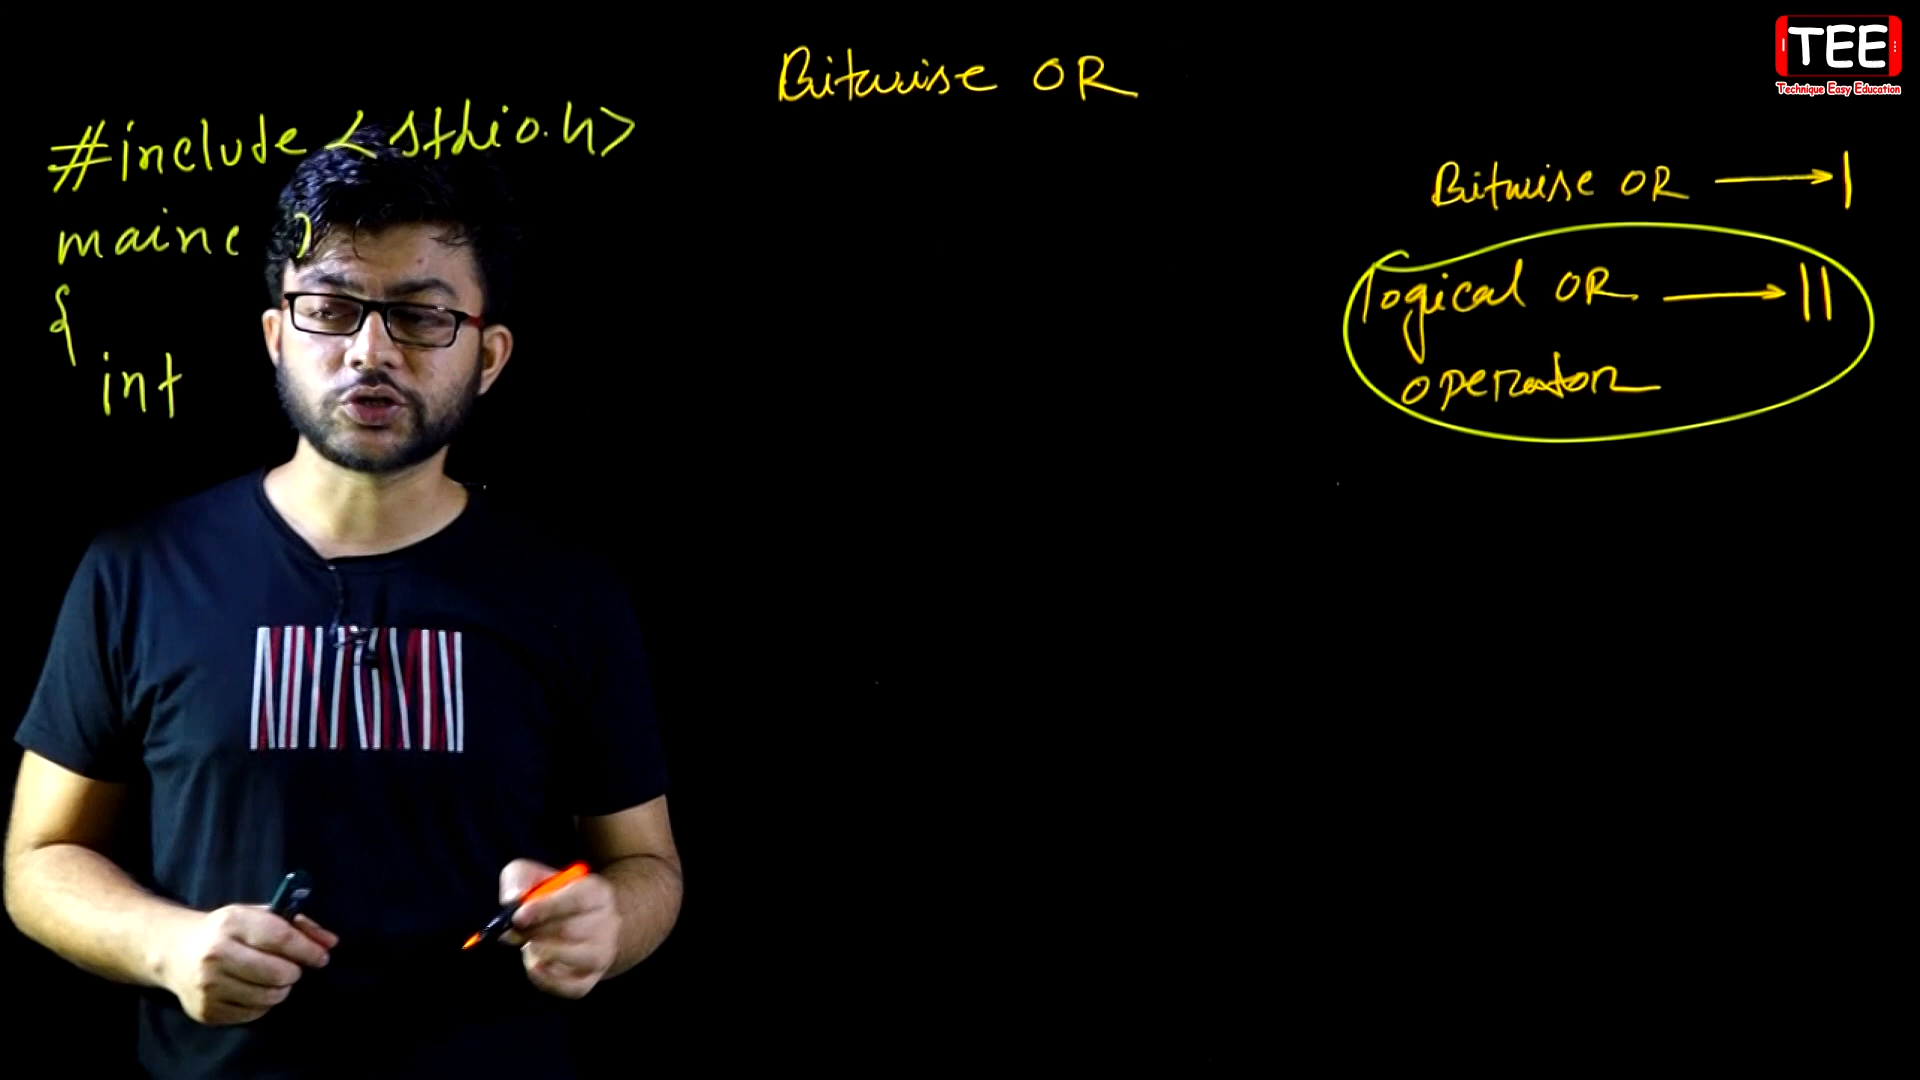 TEE
Technique Easy Education
Bitwise OR
#include <stdio.h>
main( )
{
int
Bitwise OR → |
logical OR → ||
operator